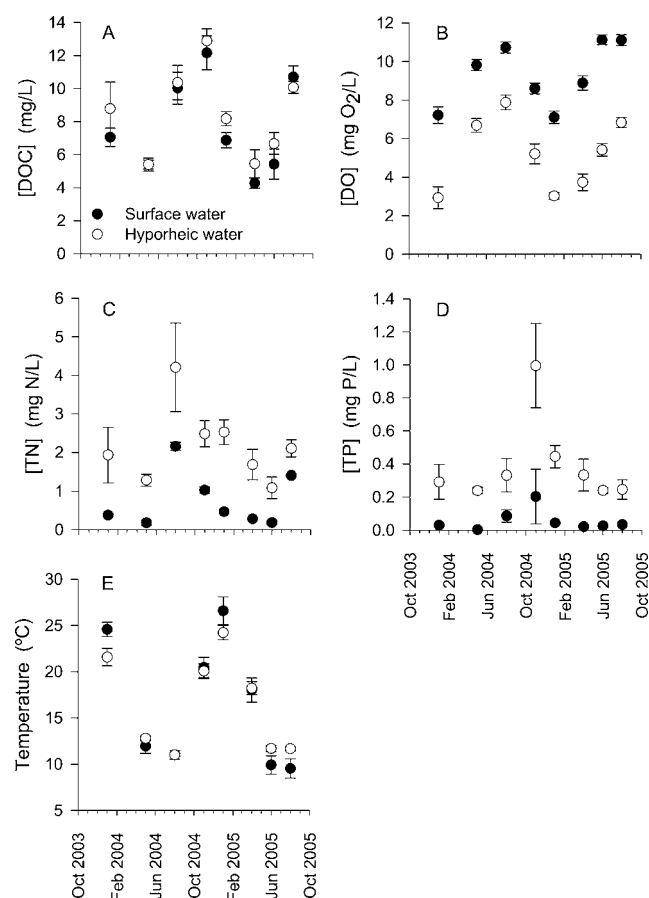 A
[DOC] (mg/L)
14
12
10
8
6
4
2
0
Surface water
Hyporheic water
B
[DO] (mg O2/L)
12
10
8
6
4
2
0
C
[TN] (mg N/L)
6
5
4
3
2
1
0
D
[TP] (mg P/L)
1.4
1.2
1.0
0.8
0.6
0.4
0.2
0.0
Oct 2003
Feb 2004
Jun 2004
Oct 2004
Feb 2005
Jun 2005
Oct 2005
E
Temperature (ºC)
30
25
20
15
10
5
Oct 2003
Feb 2004
Jun 2004
Oct 2004
Feb 2005
Jun 2005
Oct 2005